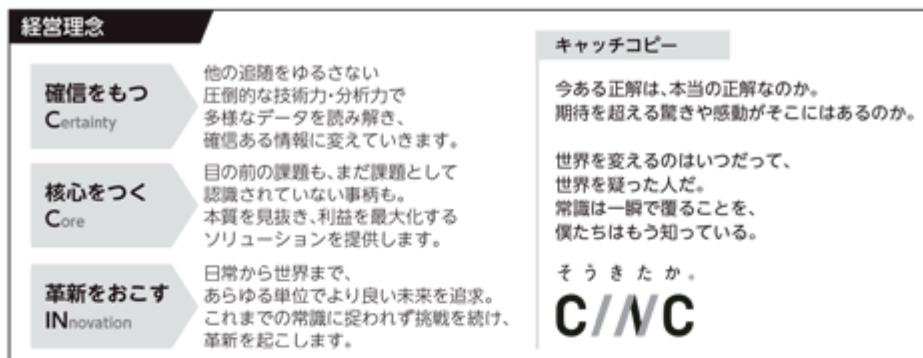 経営理念
確信をもつ
Certainty
他の追随をゆるさない
圧倒的な技術力・分析力で
多様なデータを読み解き、
確信ある情報に変えていきます。
核心をつく
Core
目の前の課題も、まだ課題として
認識されていない事柄も。
本質を見抜き、利益を最大化する
ソリューションを提供します。
革新をおこす
INnovation
日常から世界まで、
あらゆる単位でより良い未来を追求。
これまでの常識に捉われず挑戦を続け、
革新を起こします。
キャッチコピー
今ある正解は、本当の正解なのか。
期待を超える驚きや感動がそこにはあるのか。
世界を変えるのはいつだって、
世界を疑った人だ。
常識は一瞬で覆ることを、
僕たちはもう知っている。
そうきたか。
CINC